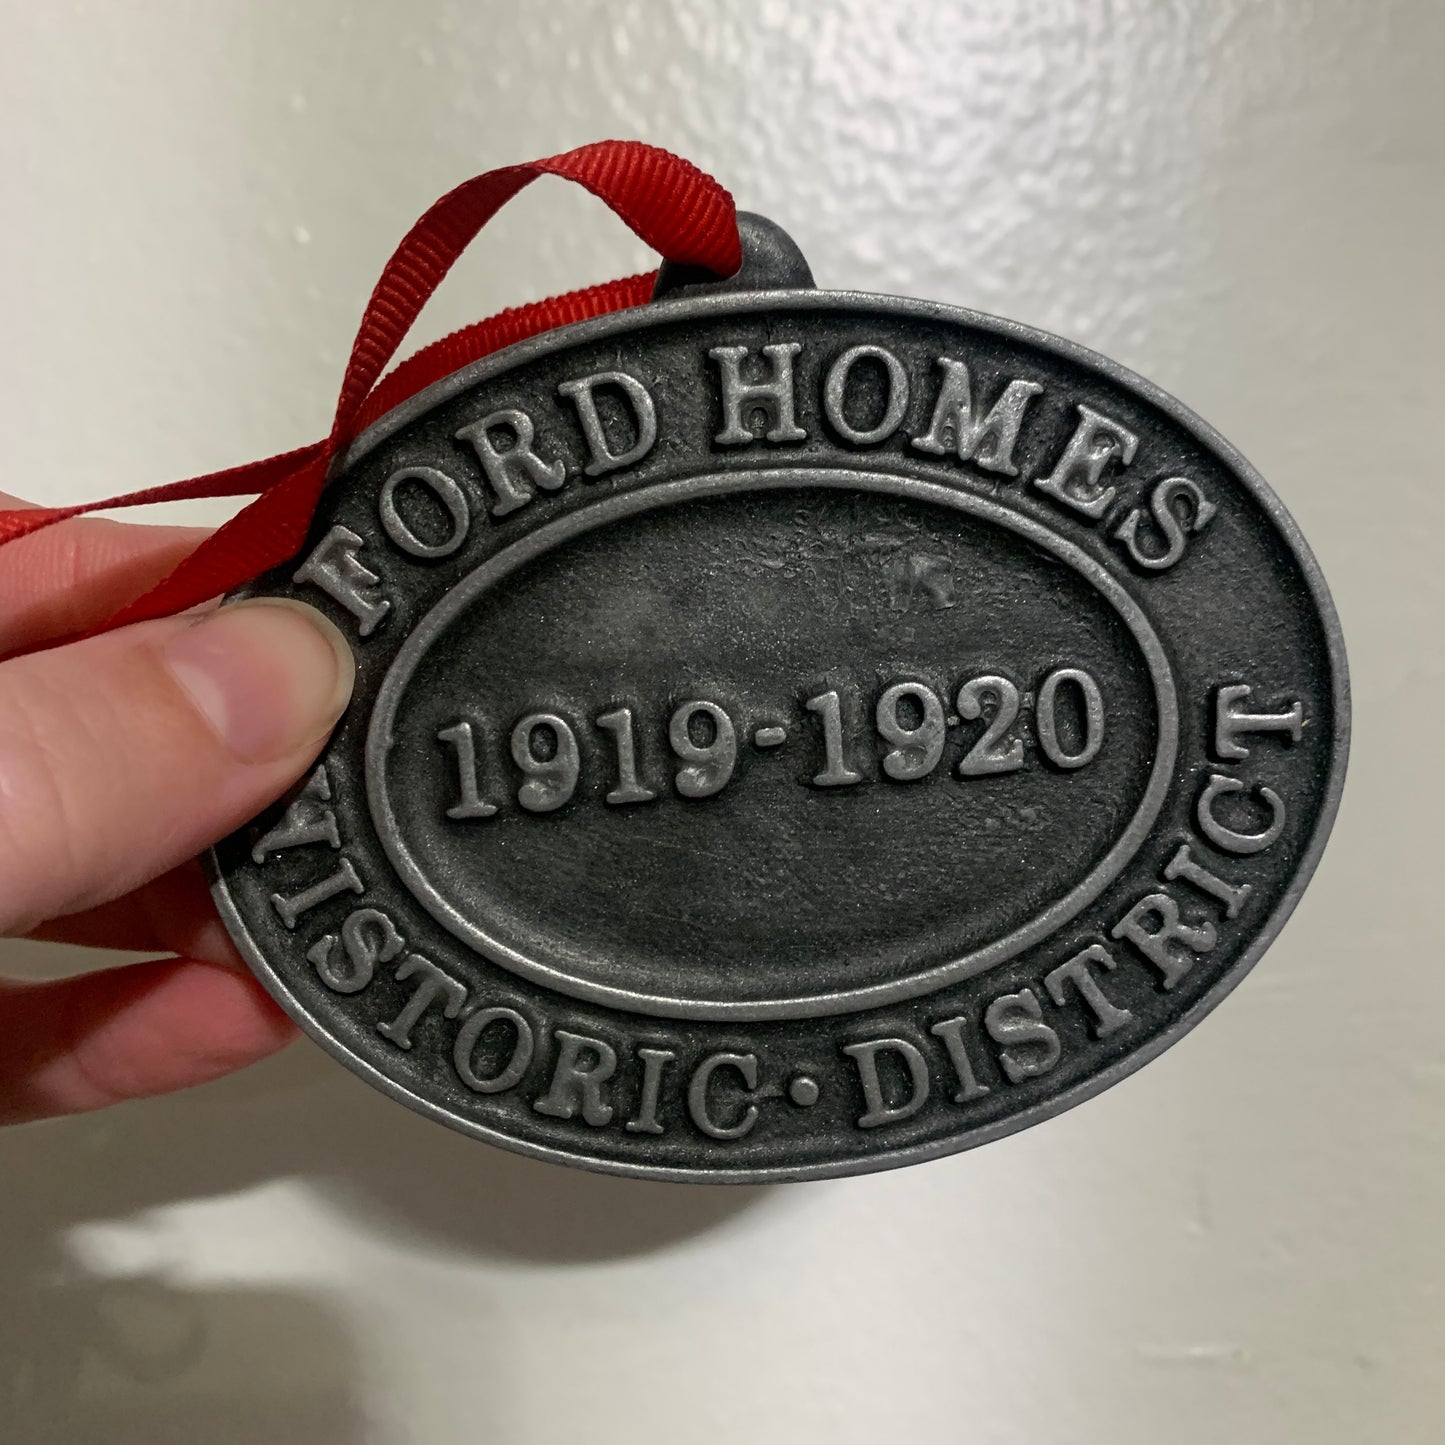 FORD HOMES
1919-1920
HISTORIC · DISTRICT